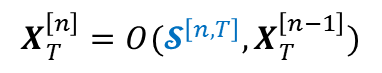 𝑿_T^{[n]} = O(𝓢^{[n,T]}, 𝑿_T^{[n−1]})